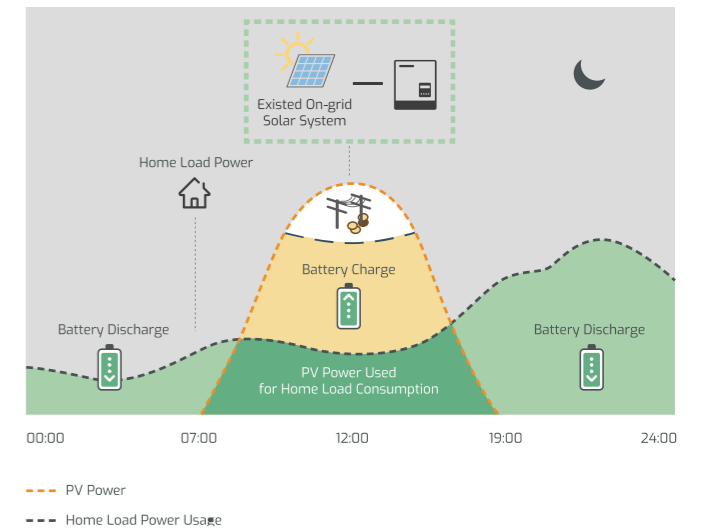 Existed On-grid
Solar System
Home Load Power
Battery Charge
Battery Discharge
Battery Discharge
PV Power Used
for Home Load Consumption
00:00
07:00
12:00
19:00
24:00
PV Power
Home Load Power Usage